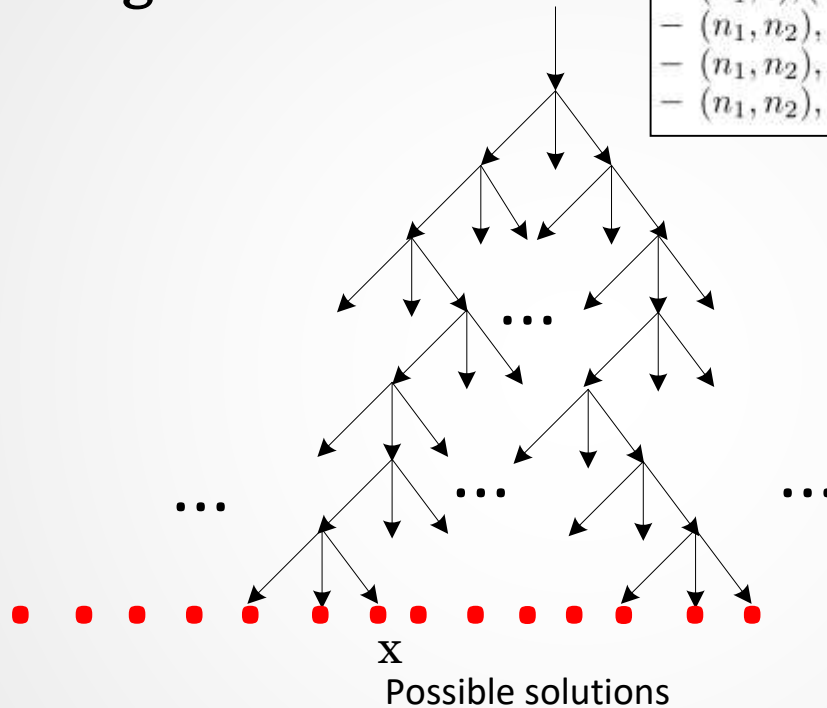 g
− (n₁, n₂),
− (n₁, n₂),
− (n₁, n₂),
...
...
...
...
x
Possible solutions